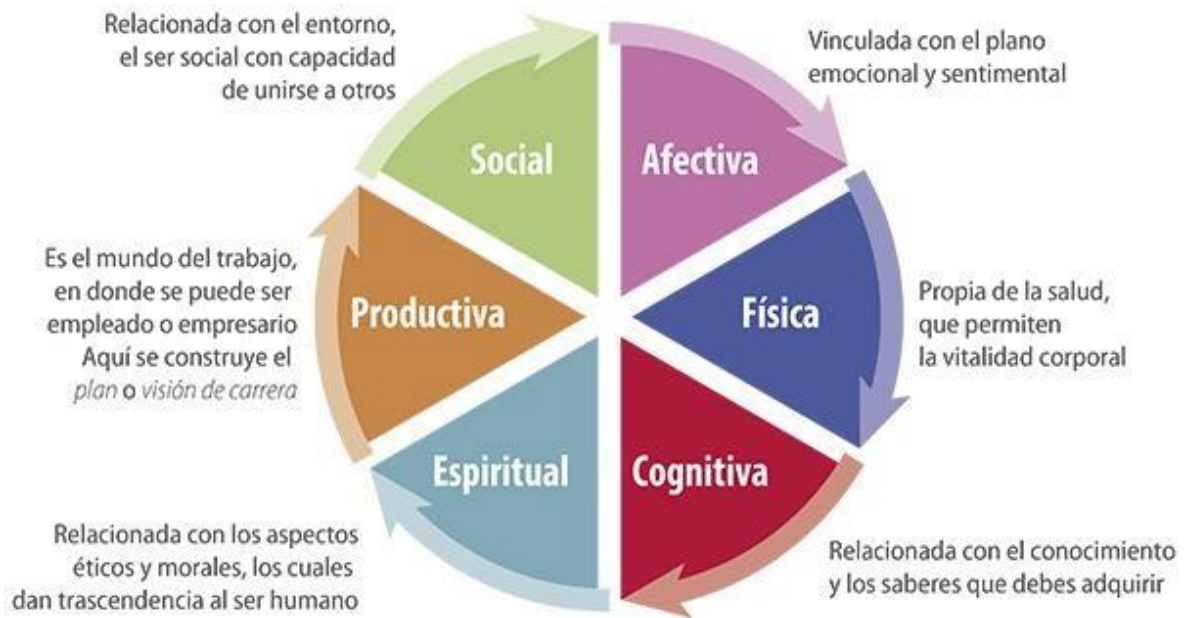 Relacionada con el entorno,
el ser social con capacidad
de unirse a otros
Vinculada con el plano
emocional y sentimental
Social
Afectiva
Es el mundo del trabajo,
en donde se puede ser
empleado o empresario
Aquí se construye el
plan o visión de carrera
Productiva
Física
Propia de la salud,
que permiten
la vitalidad corporal
Espiritual
Cognitiva
Relacionada con los aspectos
éticos y morales, los cuales
dan trascendencia al ser humano
Relacionada con el conocimiento
y los saberes que debes adquirir